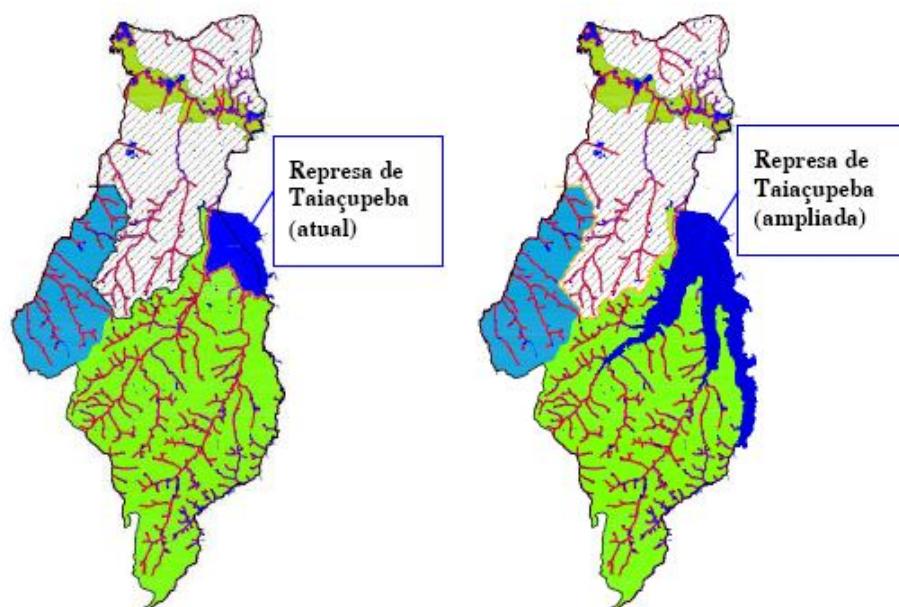 Represa de
Taiaçupeba
(atual)
Represa de
Taiaçupeba
(ampliada)